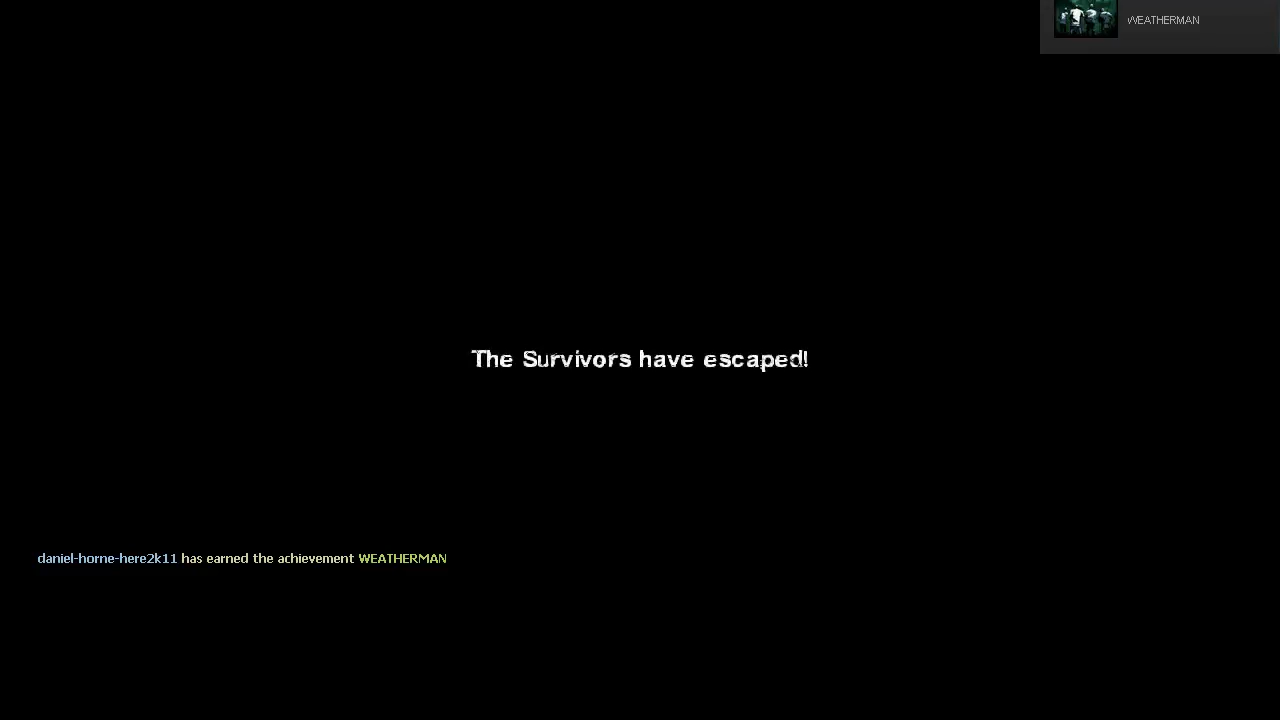 WEATHERMAN
The Survivors have escaped!
daniel-horne-here2k11 has earned the achievement WEATHERMAN